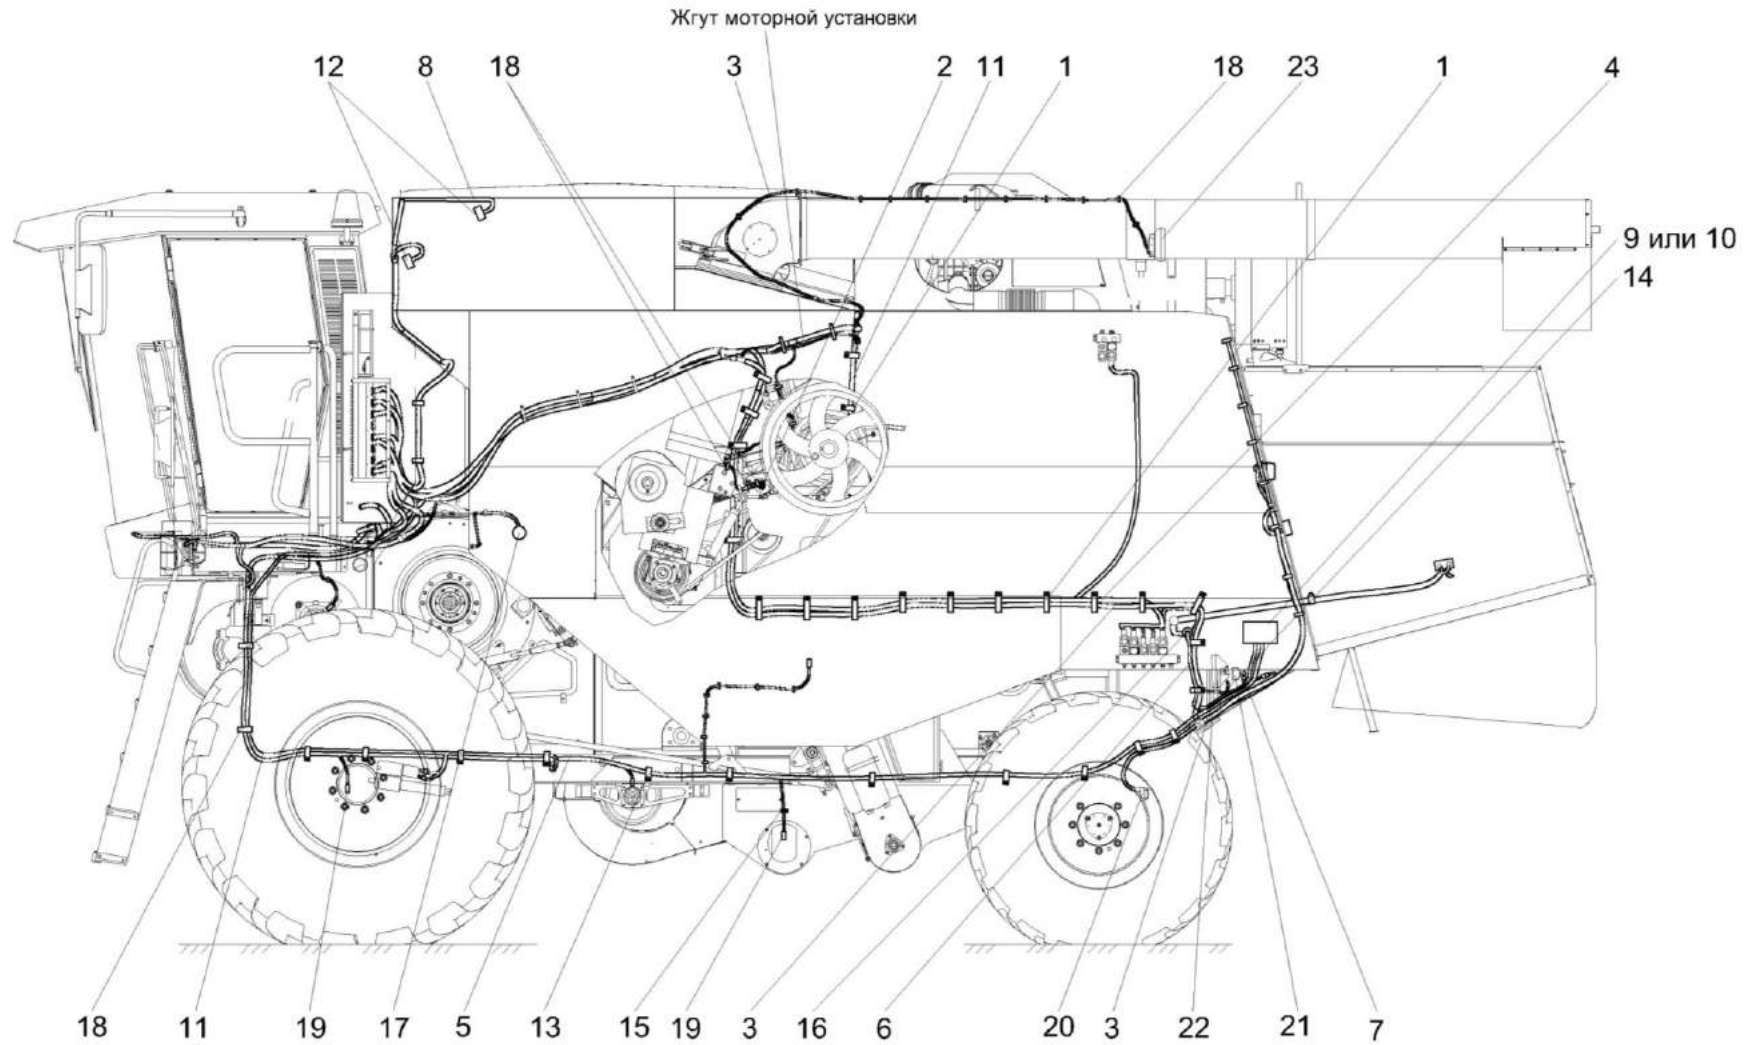 Жгут моторной установки
12 8 18 3 2 11 1 18 23 1 4
9 или 10
14
18 11 19 17 5 13 15 19 3 16 6 20 3 22 21 7